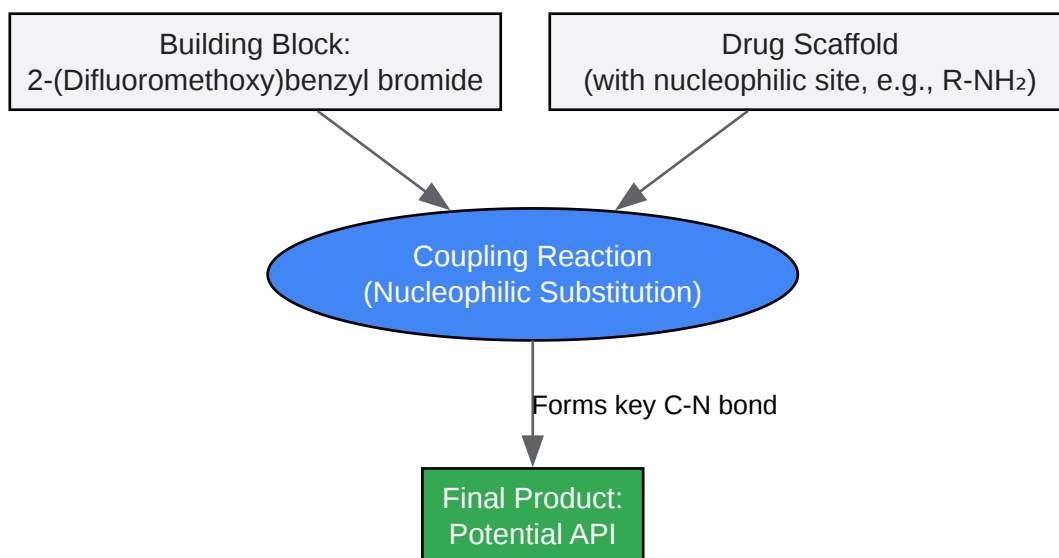 Building Block:
2-(Difluoromethoxy)benzyl bromide
Drug Scaffold
(with nucleophilic site, e.g., R-NH₂)
Coupling Reaction
(Nucleophilic Substitution)
Forms key C-N bond
Final Product:
Potential API